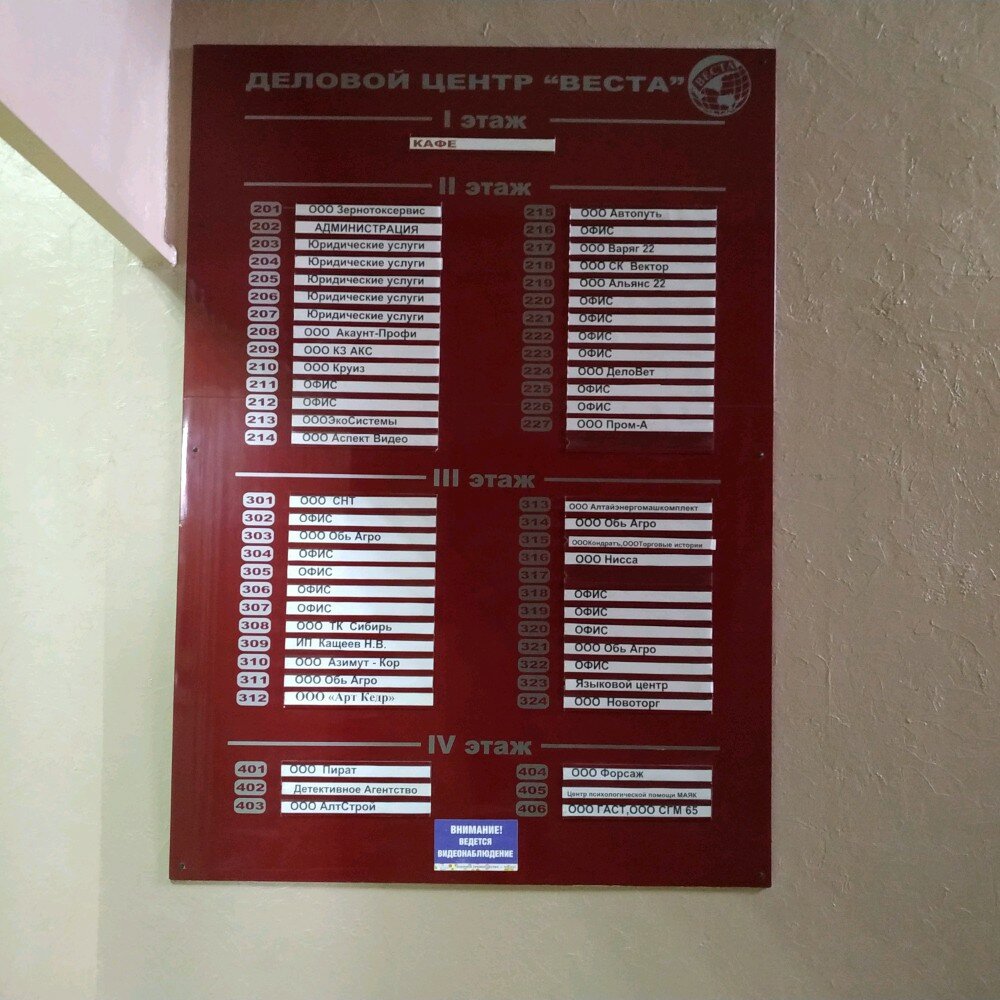 ДЕЛОВОЙ ЦЕНТР “ВЕСТА”
ВЕСТА
I этаж
КАФЕ
II этаж
201 ООО Зернотоксервис
202 АДМИНИСТРАЦИЯ
203 Юридические услуги
204 Юридические услуги
205 Юридические услуги
206 Юридические услуги
207 Юридические услуги
208 ООО Акаунт-Профи
209 ООО КЗ АКС
210 ООО Круиз
211 ОФИС
212 ОФИС
213 ОООЭкоСистемы
214 ООО Аспект Видео
215 ООО Автопуть
216 ОФИС
217 ООО Варяг 22
218 ООО СК Вектор
219 ООО Альянс 22
220 ОФИС
221 ОФИС
222 ОФИС
223 ОФИС
224 ООО ДелоВет
225 ОФИС
226 ОФИС
227 ООО Пром-А
III этаж
301 ООО СНТ
302 ОФИС
303 ООО Обь Агро
304 ОФИС
305 ОФИС
306 ОФИС
307 ОФИС
308 ООО ТК Сибирь
309 ИП Кащеев Н.В.
310 ООО Азимут - Кор
311 ООО Обь Агро
312 ООО «Арт Кедр»
313 ООО Алтайэнергомашкомплект
314 ООО Обь Агро
315 ОООКондратъ,ОООТорговые истории
316 ООО Нисса
317
318 ОФИС
319 ОФИС
320 ОФИС
321 ООО Обь Агро
322 ОФИС
323 Языковой центр
324 ООО Новоторг
IV этаж
401 ООО Пират
402 Детективное Агентство
403 ООО АлтСтрой
404 ООО Форсаж
405 Центр психологической помощи МАЯК
406 ООО ГАСТ,ООО СГМ 65
ВНИМАНИЕ!
ВЕДЕТСЯ
ВИДЕОНАБЛЮДЕНИЕ